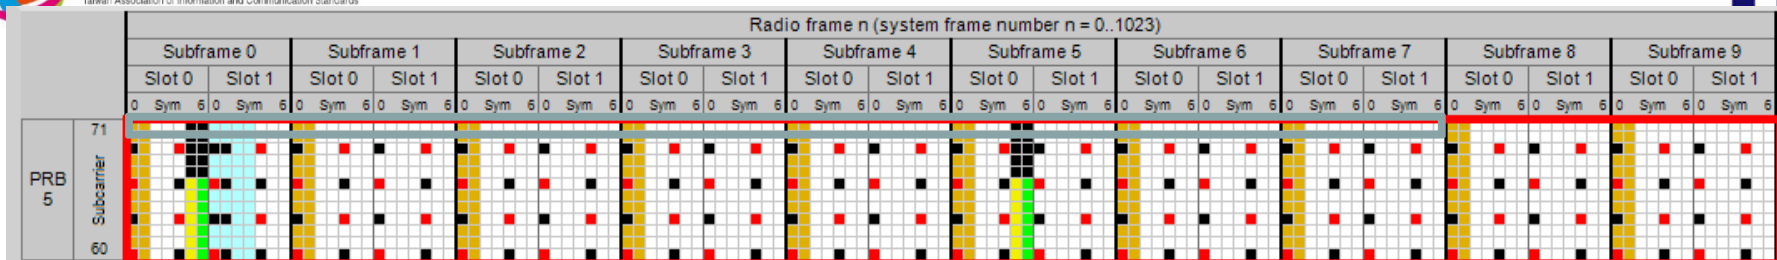 Taiwan Association of Information and Communication Standards
Radio frame n (system frame number n = 0..1023)
Subframe 0 Subframe 1 Subframe 2 Subframe 3 Subframe 4 Subframe 5 Subframe 6 Subframe 7 Subframe 8 Subframe 9
Slot 0 Slot 1 Slot 0 Slot 1 Slot 0 Slot 1 Slot 0 Slot 1 Slot 0 Slot 1 Slot 0 Slot 1 Slot 0 Slot 1 Slot 0 Slot 1 Slot 0 Slot 1 Slot 0 Slot 1
0 Sym 6 0 Sym 6 0 Sym 6 0 Sym 6 0 Sym 6 0 Sym 6 0 Sym 6 0 Sym 6 0 Sym 6 0 Sym 6 0 Sym 6 0 Sym 6 0 Sym 6 0 Sym 6 0 Sym 6 0 Sym 6 0 Sym 6 0 Sym 6 0 Sym 6 0 Sym 6
PRB
5
71
Subcarrier
60